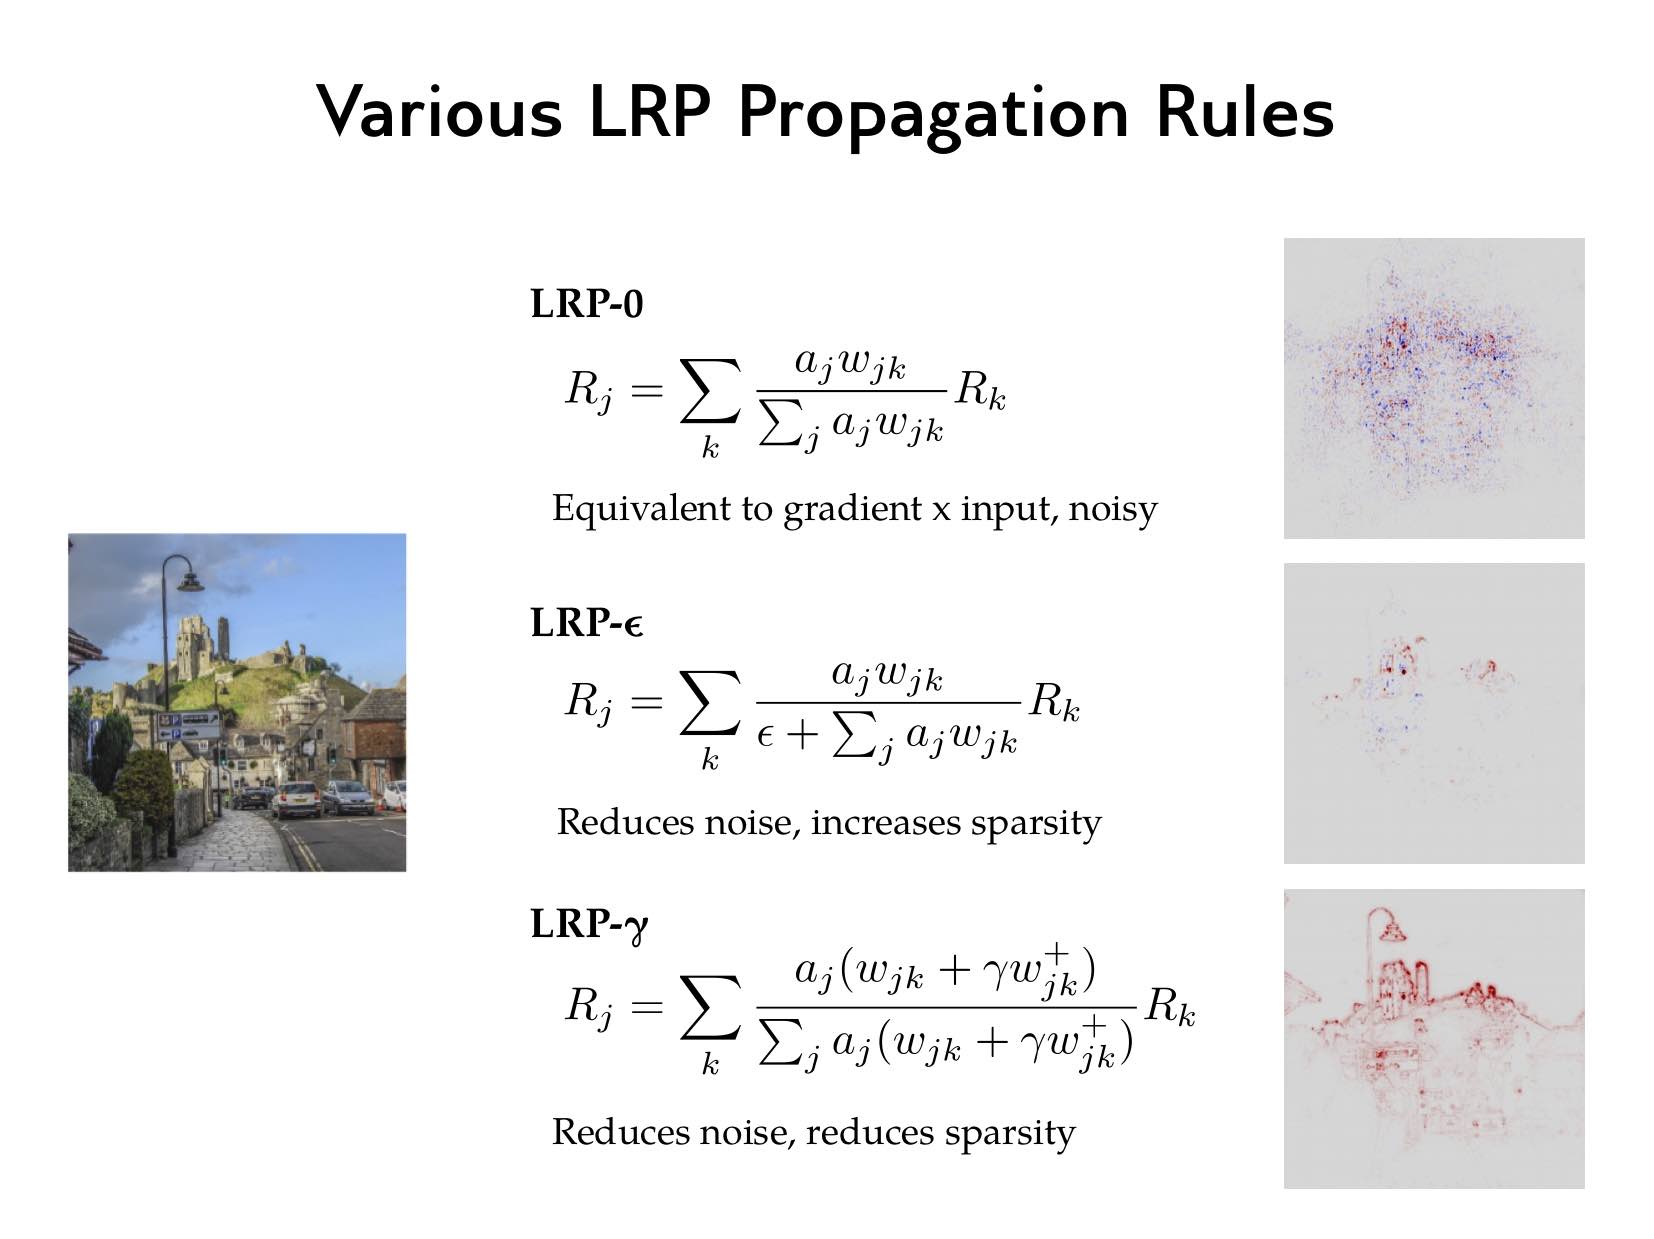 Various LRP Propagation Rules
LRP-0
R_j = \sum_k \frac{a_j w_{jk}}{\sum_j a_j w_{jk}} R_k
Equivalent to gradient x input, noisy
LRP-ϵ
R_j = \sum_k \frac{a_j w_{jk}}{\epsilon + \sum_j a_j w_{jk}} R_k
Reduces noise, increases sparsity
LRP-γ
R_j = \sum_k \frac{a_j (w_{jk} + \gamma w_{jk}^+)}{\sum_j a_j (w_{jk} + \gamma w_{jk}^+)} R_k
Reduces noise, reduces sparsity
P
P